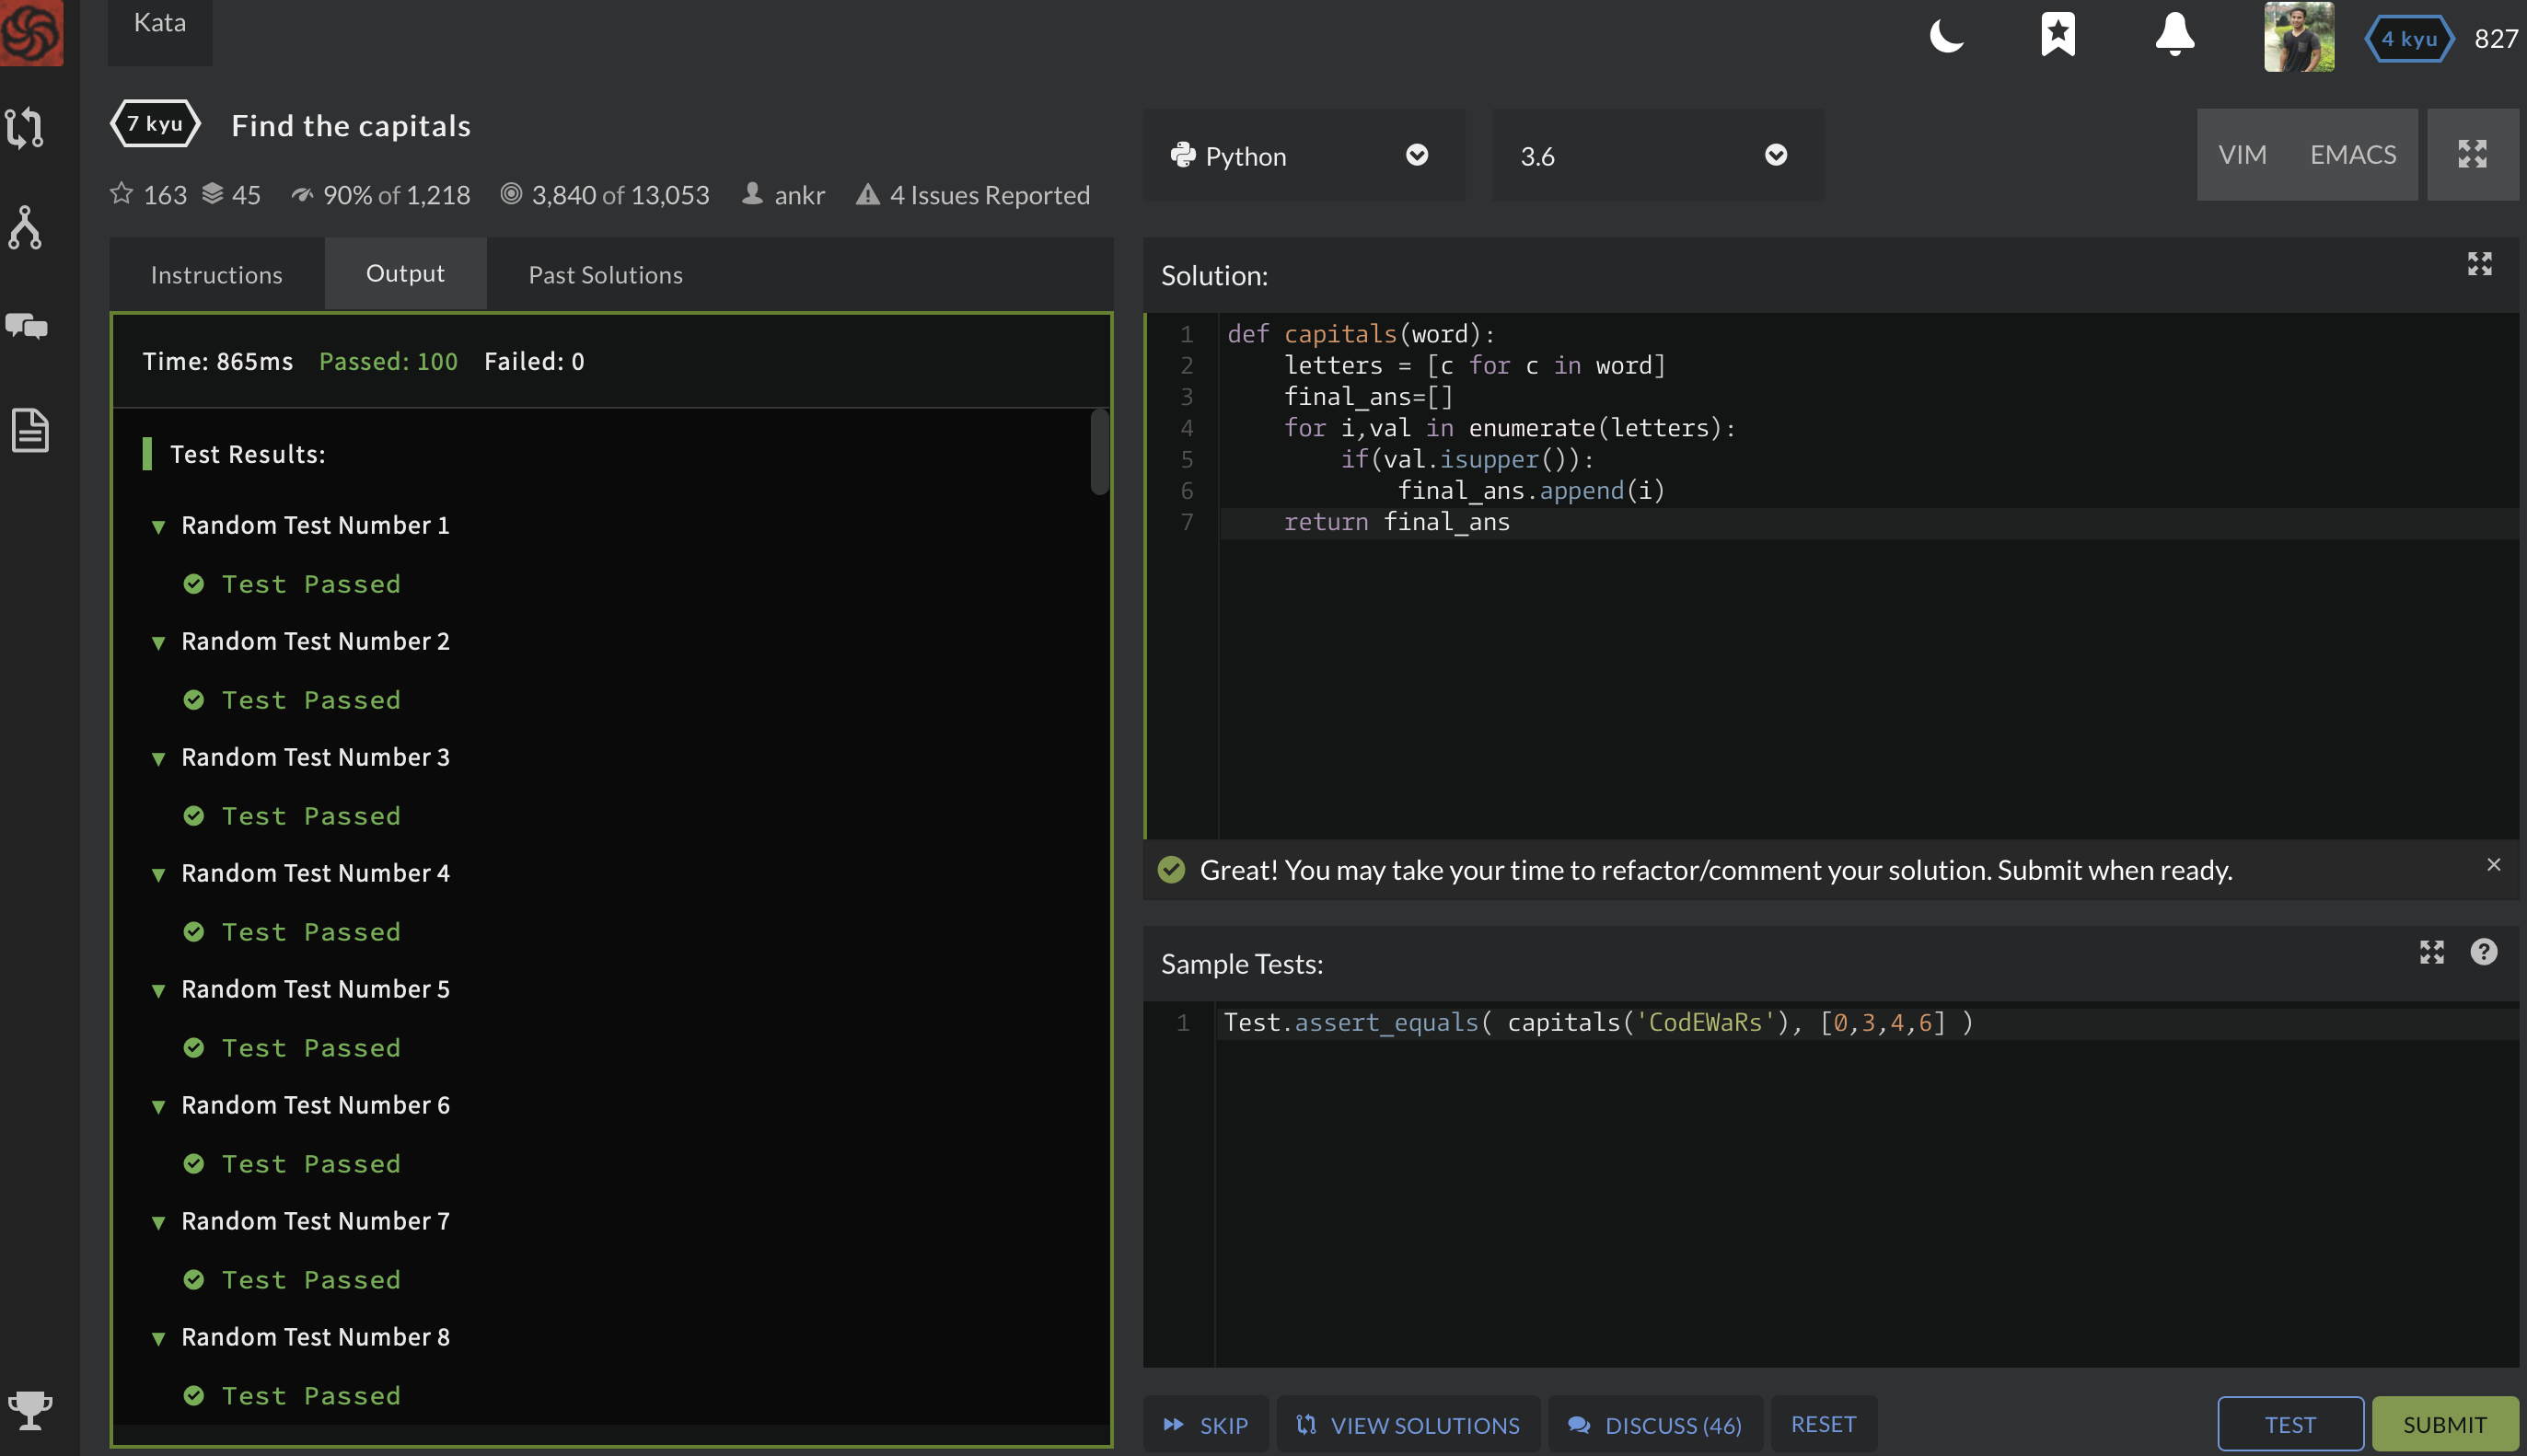 Kata
4 kyu 827
7 kyu Find the capitals
163 45 90% of 1,218 3,840 of 13,053 ankr 4 Issues Reported
Python
3.6
VIM EMACS
Instructions Output Past Solutions
Time: 865ms Passed: 100 Failed: 0
Test Results:
Random Test Number 1
Test Passed
Random Test Number 2
Test Passed
Random Test Number 3
Test Passed
Random Test Number 4
Test Passed
Random Test Number 5
Test Passed
Random Test Number 6
Test Passed
Random Test Number 7
Test Passed
Random Test Number 8
Test Passed
Solution:
1 def capitals(word):
2     letters = [c for c in word]
3     final_ans=[]
4     for i,val in enumerate(letters):
5         if(val.isupper()):
6             final_ans.append(i)
7     return final_ans
Great! You may take your time to refactor/comment your solution. Submit when ready.
Sample Tests:
1 Test.assert_equals( capitals('CodEWaRs'), [0,3,4,6] )
SKIP VIEW SOLUTIONS DISCUSS (46) RESET TEST SUBMIT